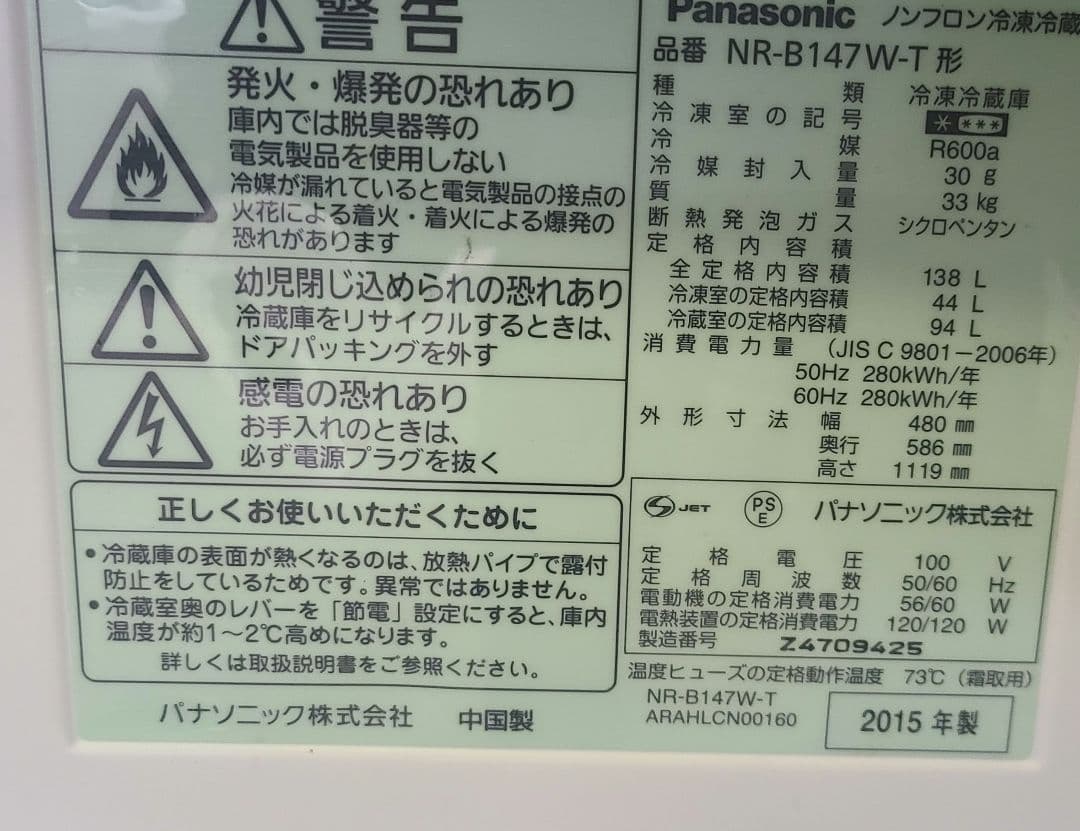 警告
発火・爆発の恐れあり
庫内では脱臭器等の
電気製品を使用しない
冷媒が漏れていると電気製品の接点の
火花による着火・着火による爆発の
恐れがあります
幼児閉じ込められの恐れあり
冷蔵庫をリサイクルするときは、
ドアパッキングを外す
感電の恐れあり
お手入れのときは、
必ず電源プラグを抜く
正しくお使いいただくために
•冷蔵庫の表面が熱くなるのは、放熱パイプで露付
防止をしているためです。異常ではありません。
•冷蔵室奥のレバーを「節電」設定にすると、庫内
温度が約1～2℃高めになります。
詳しくは取扱説明書をご参照ください。
パナソニック株式会社 中国製
Panasonic ノンフロン冷凍冷蔵
品番 NR-B147W-T 形
種類 冷凍冷蔵庫
冷凍室の記号 * ***
冷媒 R600a
冷媒封入量 30 g
質量 33 kg
断熱発泡ガス シクロペンタン
定格内容積
全定格内容積 138 L
冷凍室の定格内容積 44 L
冷蔵室の定格内容積 94 L
消費電力量 (JIS C 9801－2006年)
50Hz 280kWh/年
60Hz 280kWh/年
外形寸法 幅 480 ㎜
奥行 586 ㎜
高さ 1119 ㎜
JET PS E パナソニック株式会社
定格電圧 100 V
定格周波数 50/60 Hz
電動機の定格消費電力 56/60 W
電熱装置の定格消費電力 120/120 W
製造番号 Z4709425
温度ヒューズの定格動作温度 73℃（霜取用）
NR-B147W-T
ARAHLCN00160
2015 年製